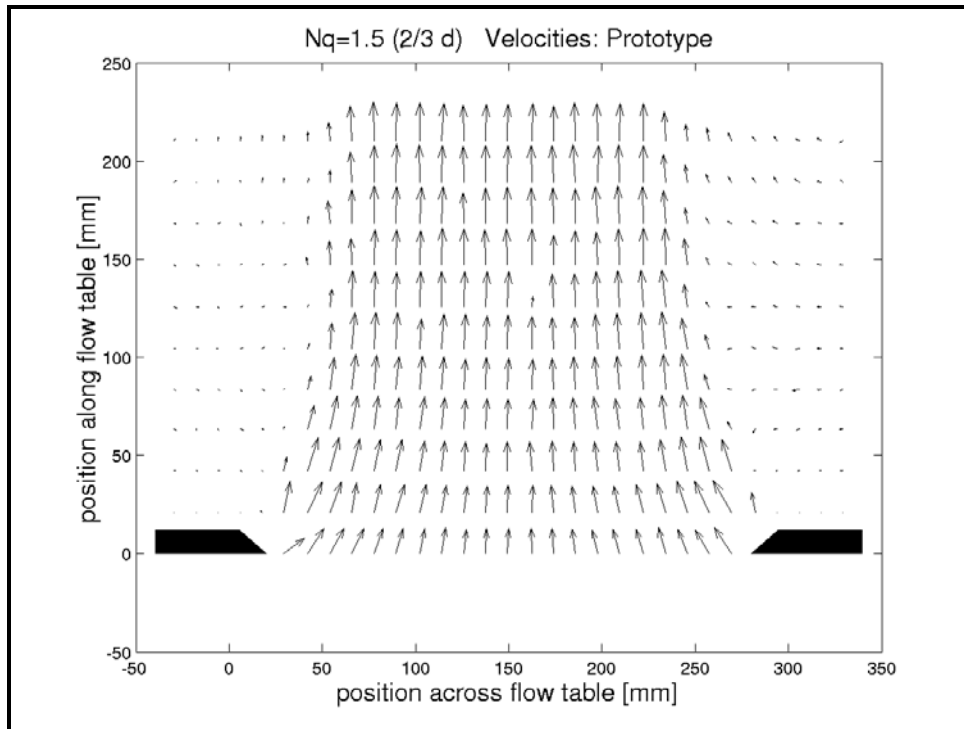 Nq=1.5 (2/3 d) Velocities: Prototype
250
200
150
100
50
0
-50
position along flow table [mm]
-50 0 50 100 150 200 250 300 350
position across flow table [mm]